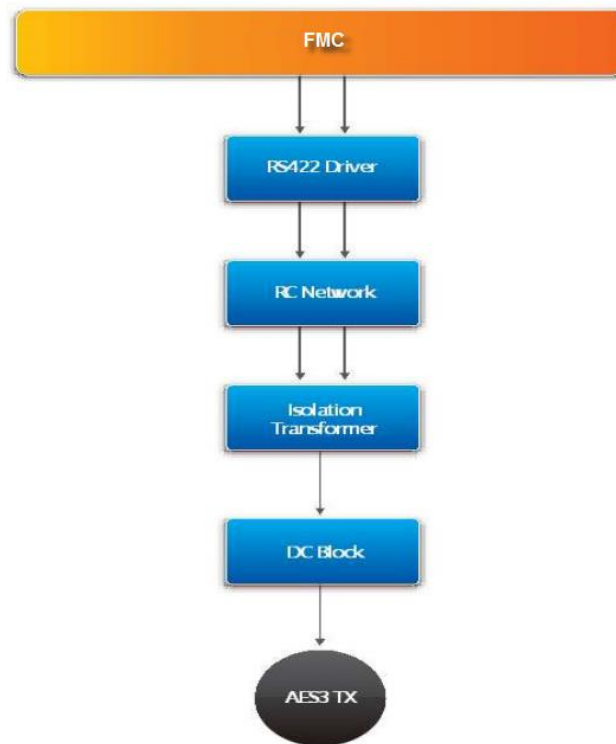 FMC
RS422 Driver
RC Network
Isolation
Transformer
DC Block
AES3 TX